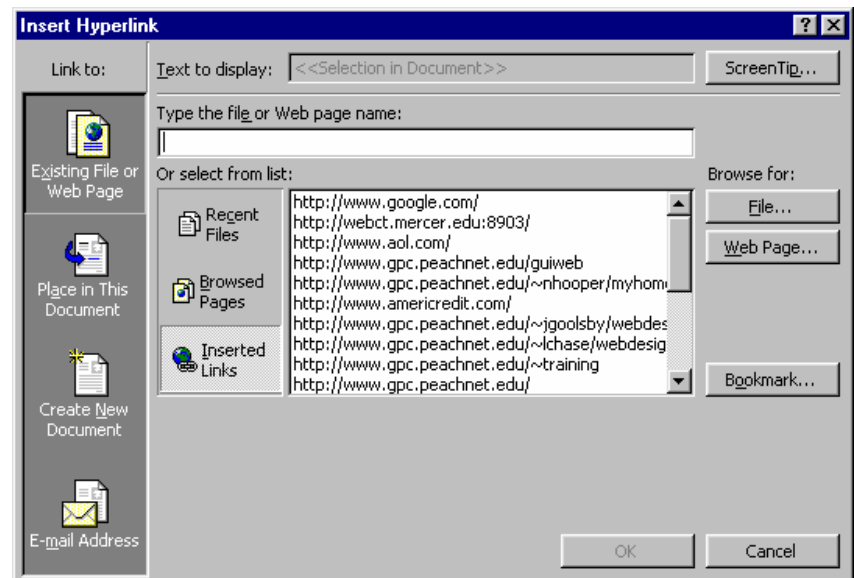 Insert Hyperlink
Link to:
Text to display:
<<Selection in Document>>
ScreenTip...
Existing File or
Web Page
Place in This
Document
Create New
Document
E-mail Address
Type the file or Web page name:
Or select from list:
Recent
Files
Browsed
Pages
Inserted
Links
http://www.google.com/
http://webct.mercer.edu:8903/
http://www.aol.com/
http://www.gpc.peachnet.edu/guiweb
http://www.gpc.peachnet.edu/~nhooper/myhom
http://www.americredit.com/
http://www.gpc.peachnet.edu/~jgoolsby/webdes
http://www.gpc.peachnet.edu/~lchase/webdesig
http://www.gpc.peachnet.edu/~training
http://www.gpc.peachnet.edu/
Browse for:
File...
Web Page...
Bookmark...
OK
Cancel